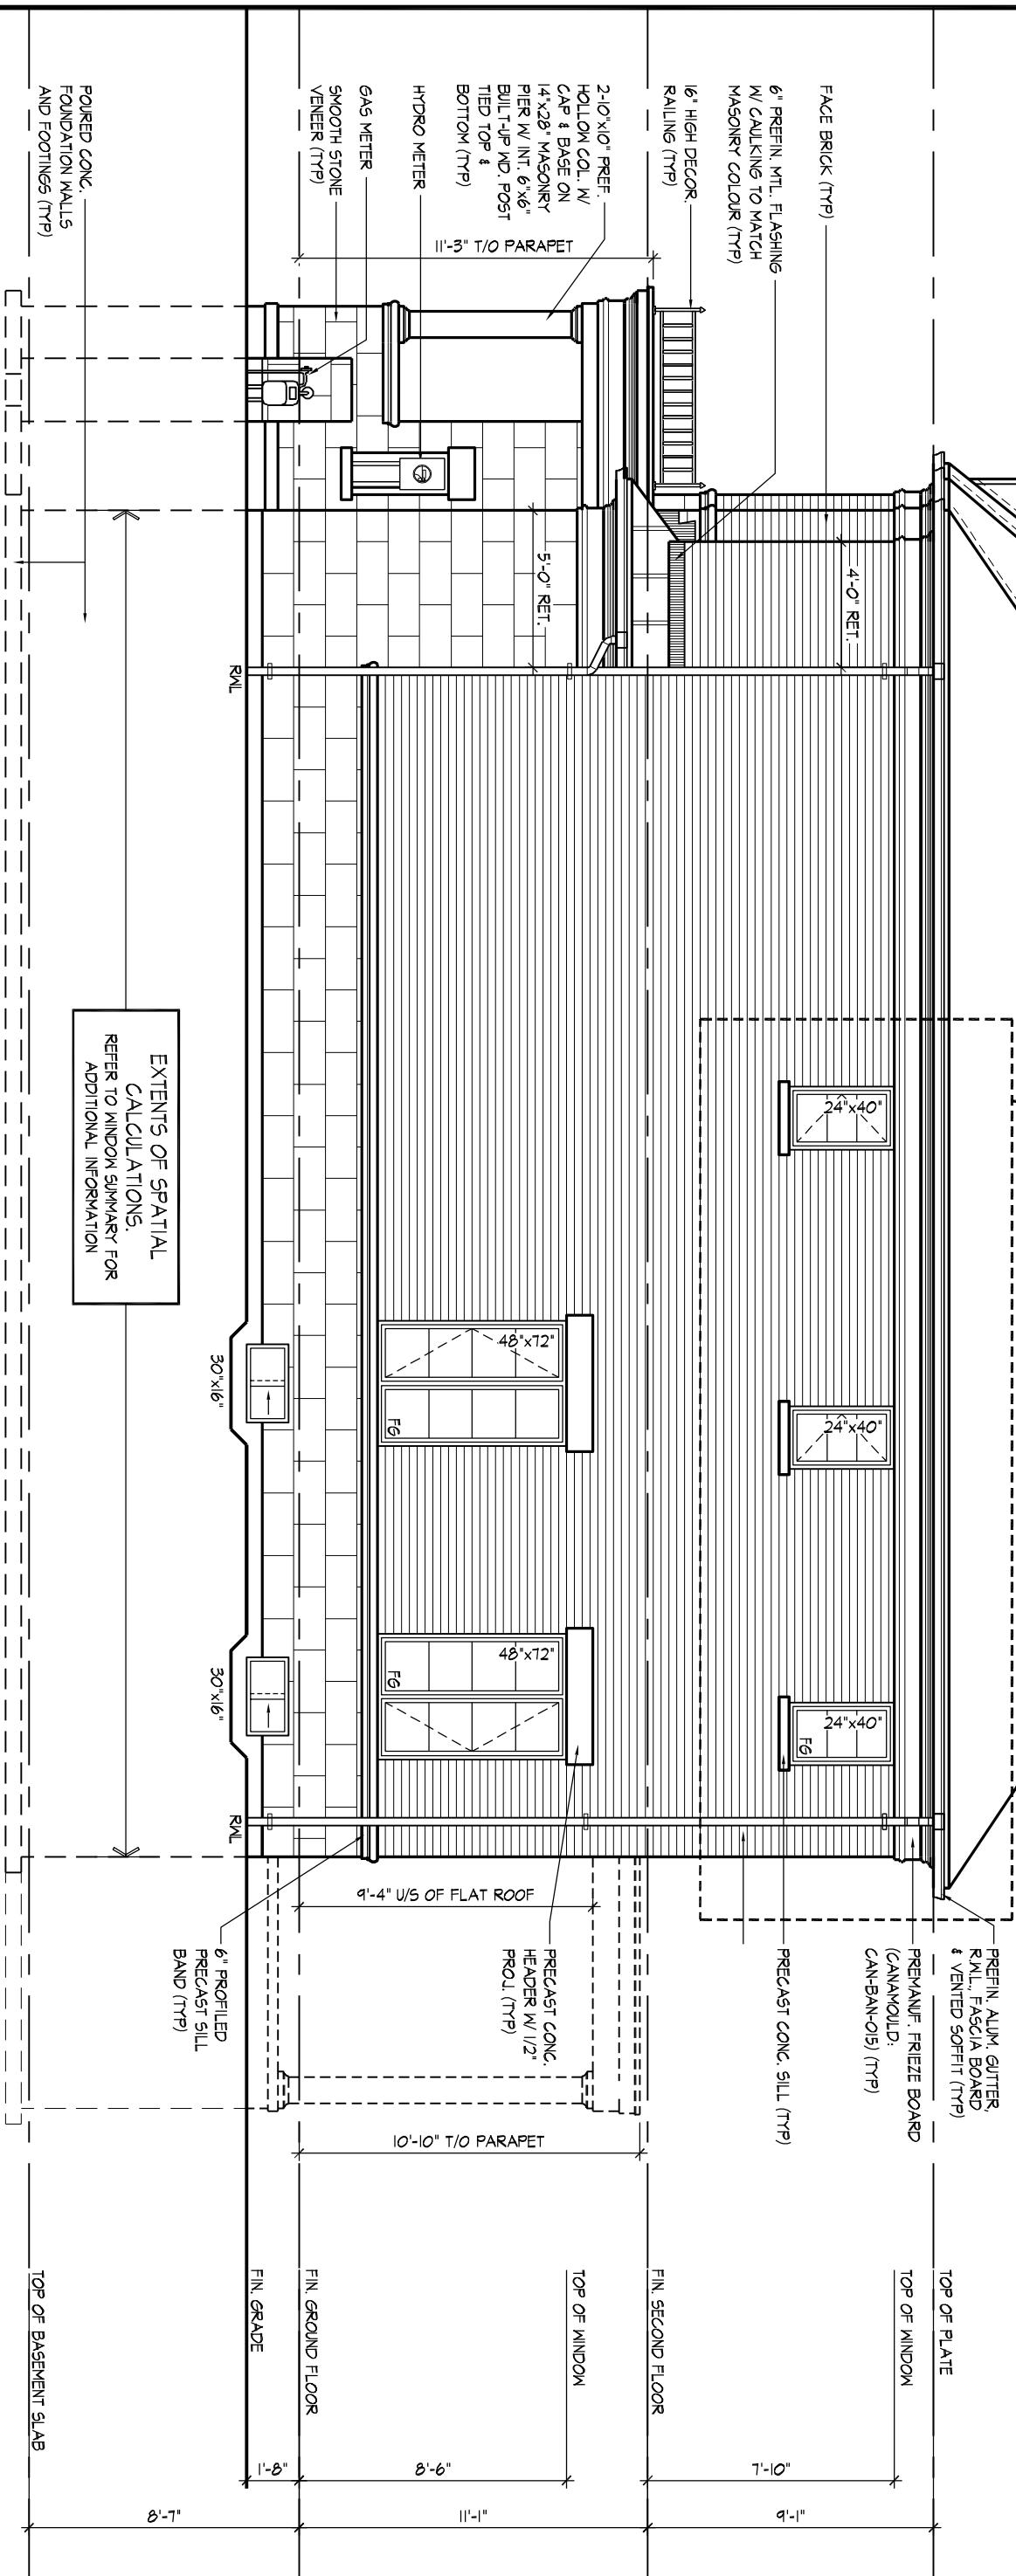 PREFIN. ALUM. GUTTER,
R.W.L., FASCIA BOARD
& VENTED SOFFIT (TYP)
PREMANUF. FRIEZE BOARD
(CANAMOULD:
CAN-BAN-015) (TYP)
PRECAST CONC. SILL (TYP)
PRECAST CONC.
HEADER W/ 1/2"
PROJ. (TYP)
6" PROFILED
PRECAST SILL
BAND (TYP)
FACE BRICK (TYP)
6" PREFIN. MTL. FLASHING
W/ CAULKING TO MATCH
MASONRY COLOUR (TYP)
16" HIGH DECOR.
RAILING (TYP)
2-10"x10" PREF.
HOLLOW COL. W/
CAP & BASE ON
14"x28" MASONRY
PIER W/ INT. 6"x6"
BUILT-UP WD. POST
TIED TOP &
BOTTOM (TYP)
HYDRO METER
GAS METER
SMOOTH STONE
VENEER (TYP)
POURED CONC.
FOUNDATION WALLS
AND FOOTINGS (TYP)
11'-3" T/O PARAPET
4'-0" RET.
5'-0" RET.
RWL
24"x40"
24"x40"
24"x40"
FG
48"x72"
FG
48"x72"
FG
30"x16"
30"x16"
RWL
EXTENTS OF SPATIAL
CALCULATIONS.
REFER TO WINDOW SUMMARY FOR
ADDITIONAL INFORMATION
9'-4" U/S OF FLAT ROOF
10'-10" T/O PARAPET
TOP OF PLATE
TOP OF WINDOW
FIN. SECOND FLOOR
TOP OF WINDOW
FIN. GROUND FLOOR
FIN. GRADE
TOP OF BASEMENT SLAB
7'-10"
8'-6"
1'-8"
9'-1"
11'-1"
8'-7"